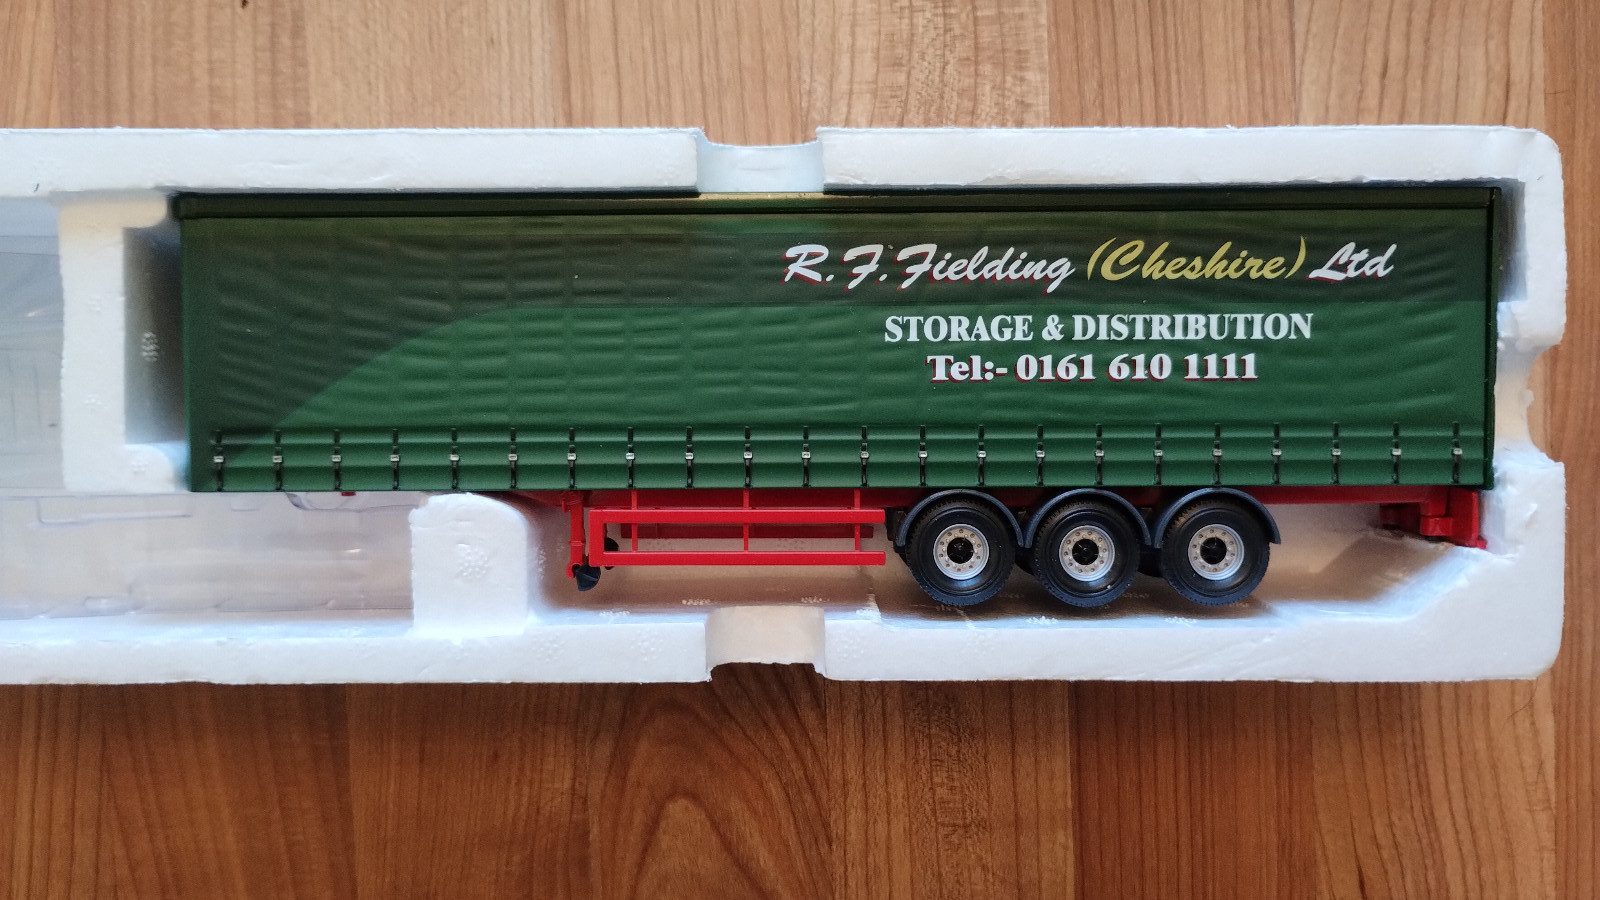 R.F. Fielding (Cheshire) Ltd
STORAGE & DISTRIBUTION
Tel:- 0161 610 1111